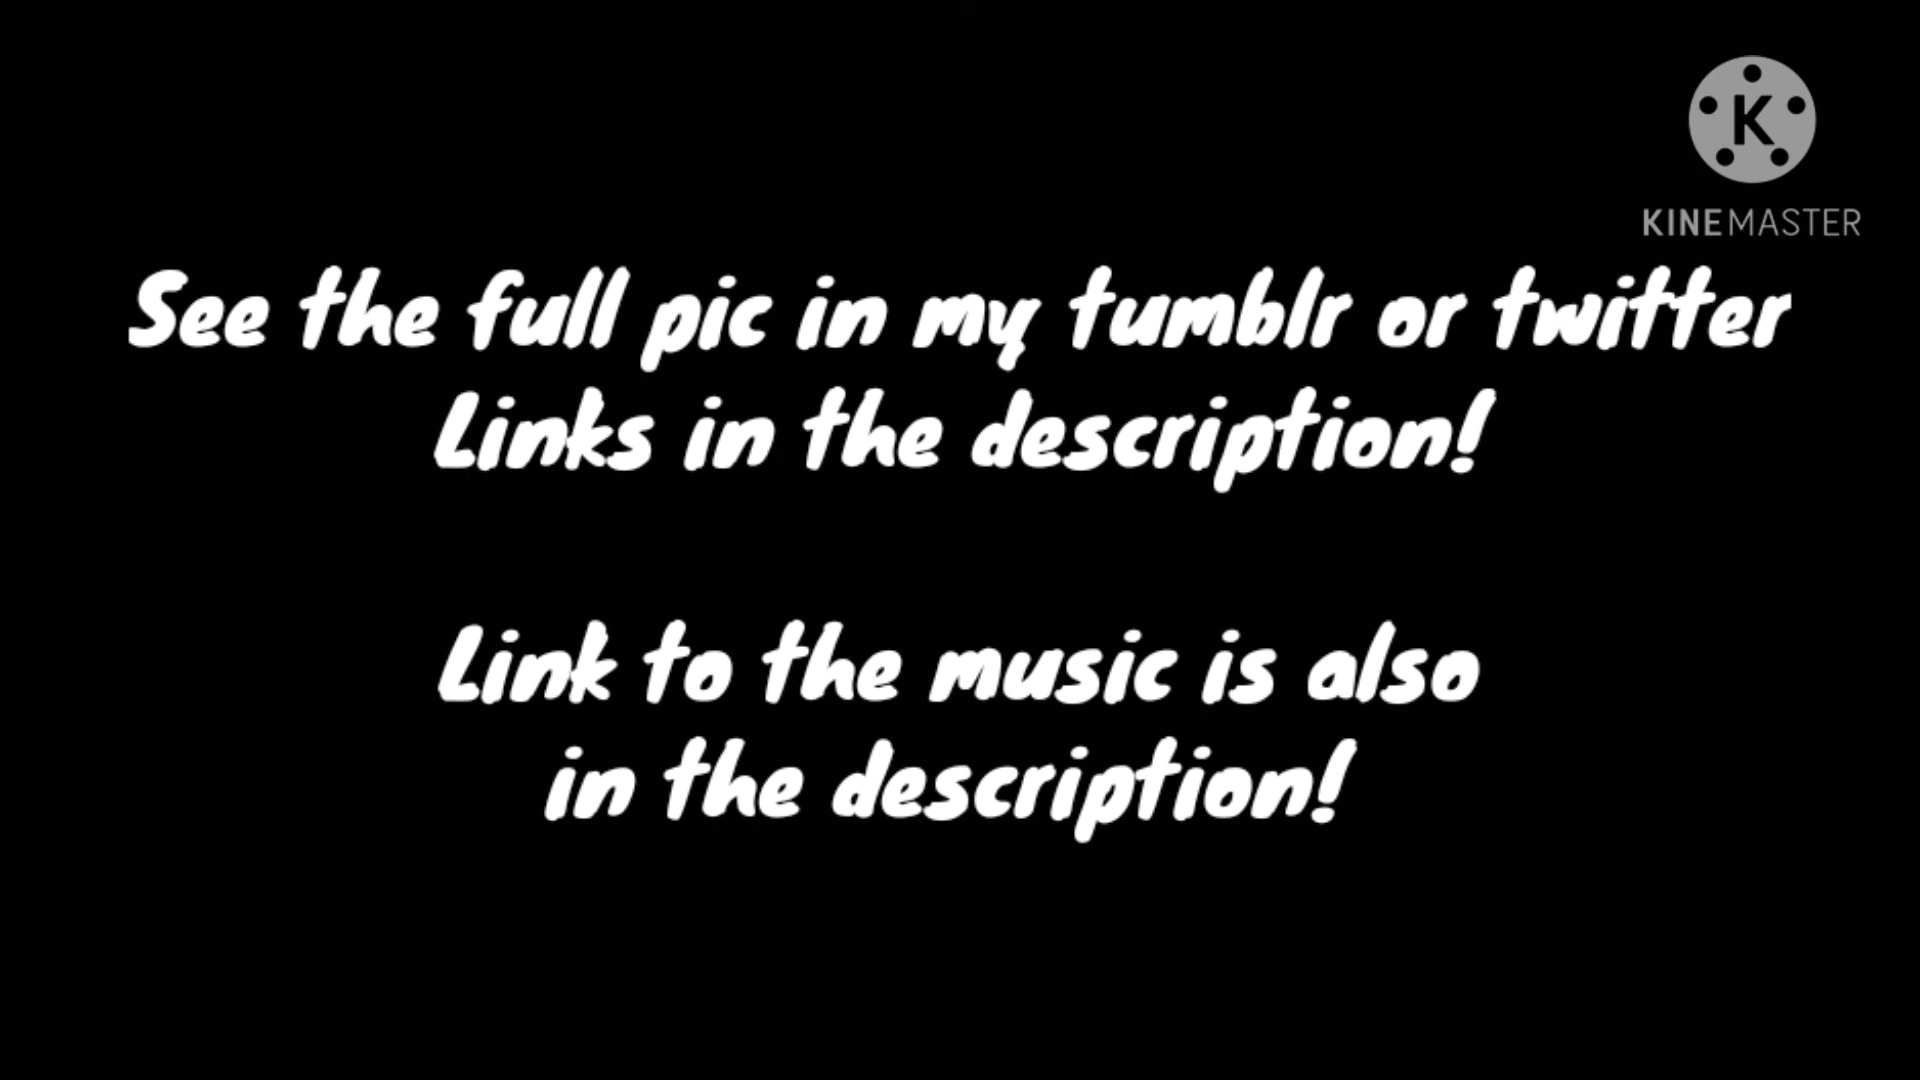 K
KINEMASTER
See the full pic in my tumblr or twitter
Links in the description!
Link to the music is also
in the description!